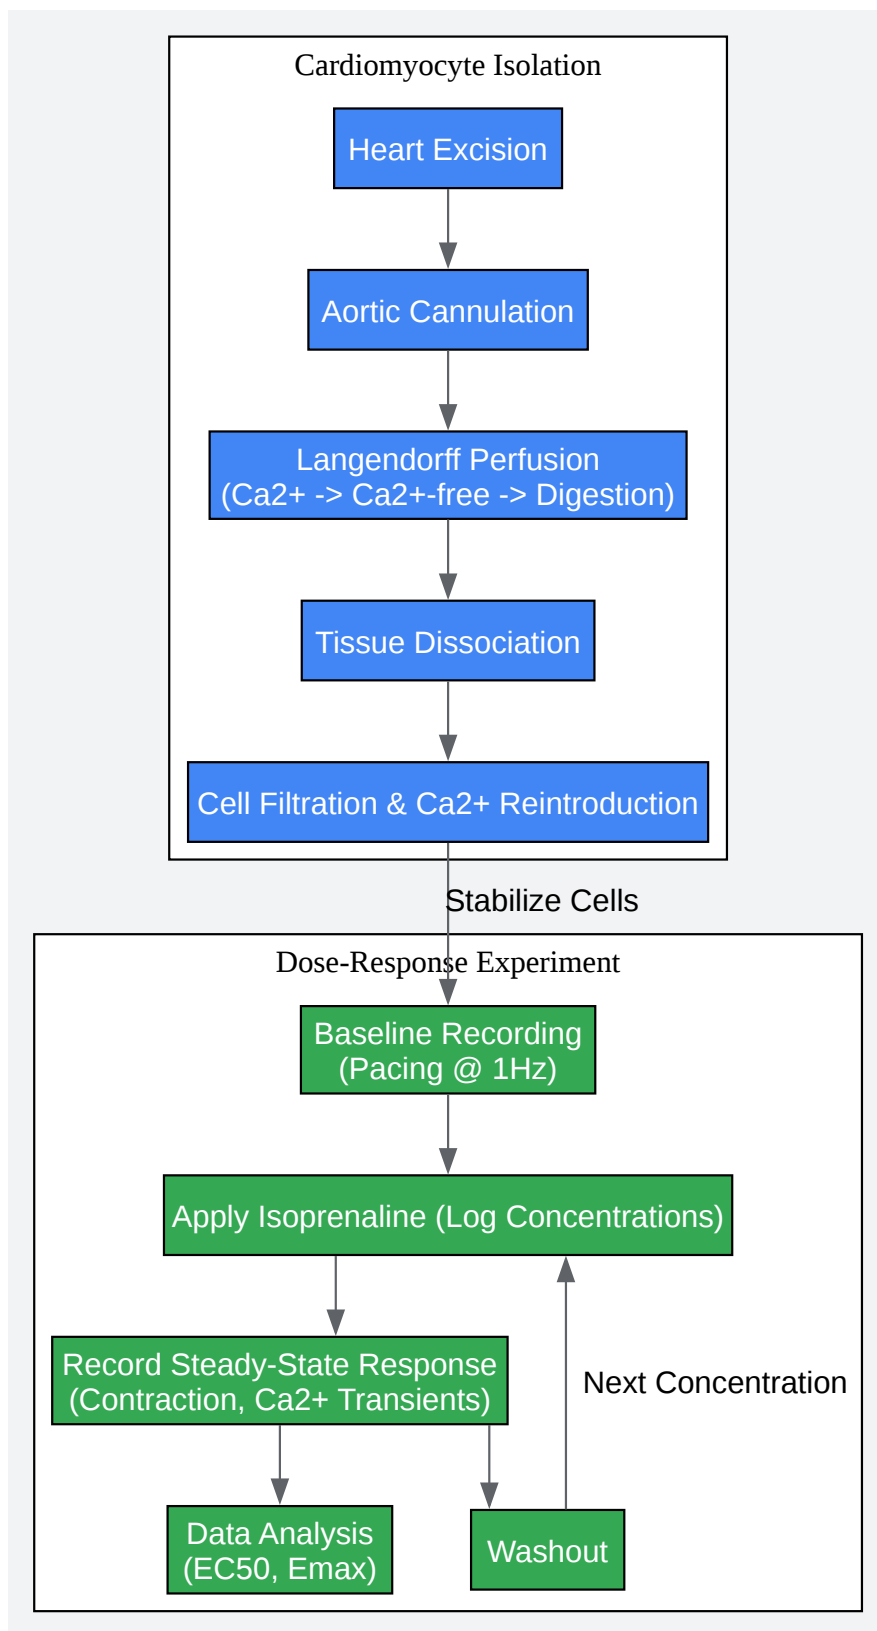 Cardiomyocyte Isolation
Heart Excision
Aortic Cannulation
Langendorff Perfusion
(Ca2+ -> Ca2+-free -> Digestion)
Tissue Dissociation
Cell Filtration & Ca2+ Reintroduction
Stabilize Cells
Dose-Response Experiment
Baseline Recording
(Pacing @ 1Hz)
Apply Isoprenaline (Log Concentrations)
Record Steady-State Response
(Contraction, Ca2+ Transients)
Next Concentration
Data Analysis
(EC50, Emax)
Washout